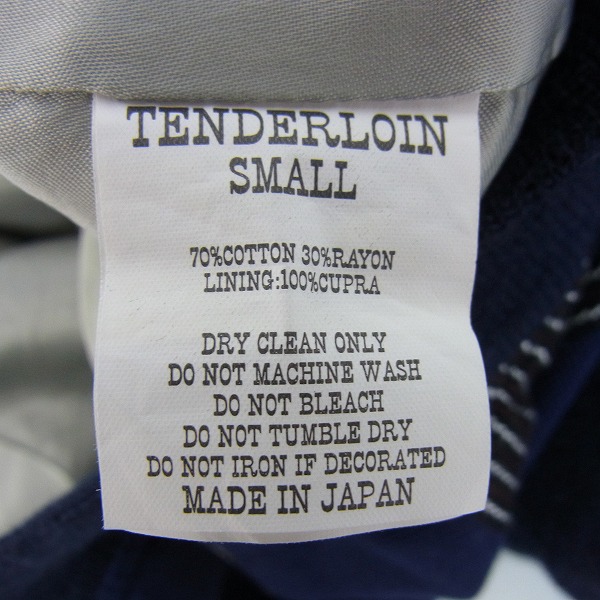 TENDERLOIN
SMALL
70%COTTON 30%RAYON
LINING:100%CUPRA
DRY CLEAN ONLY
DO NOT MACHINE WASH
DO NOT BLEACH
DO NOT TUMBLE DRY
DO NOT IRON IF DECORATED
MADE IN JAPAN